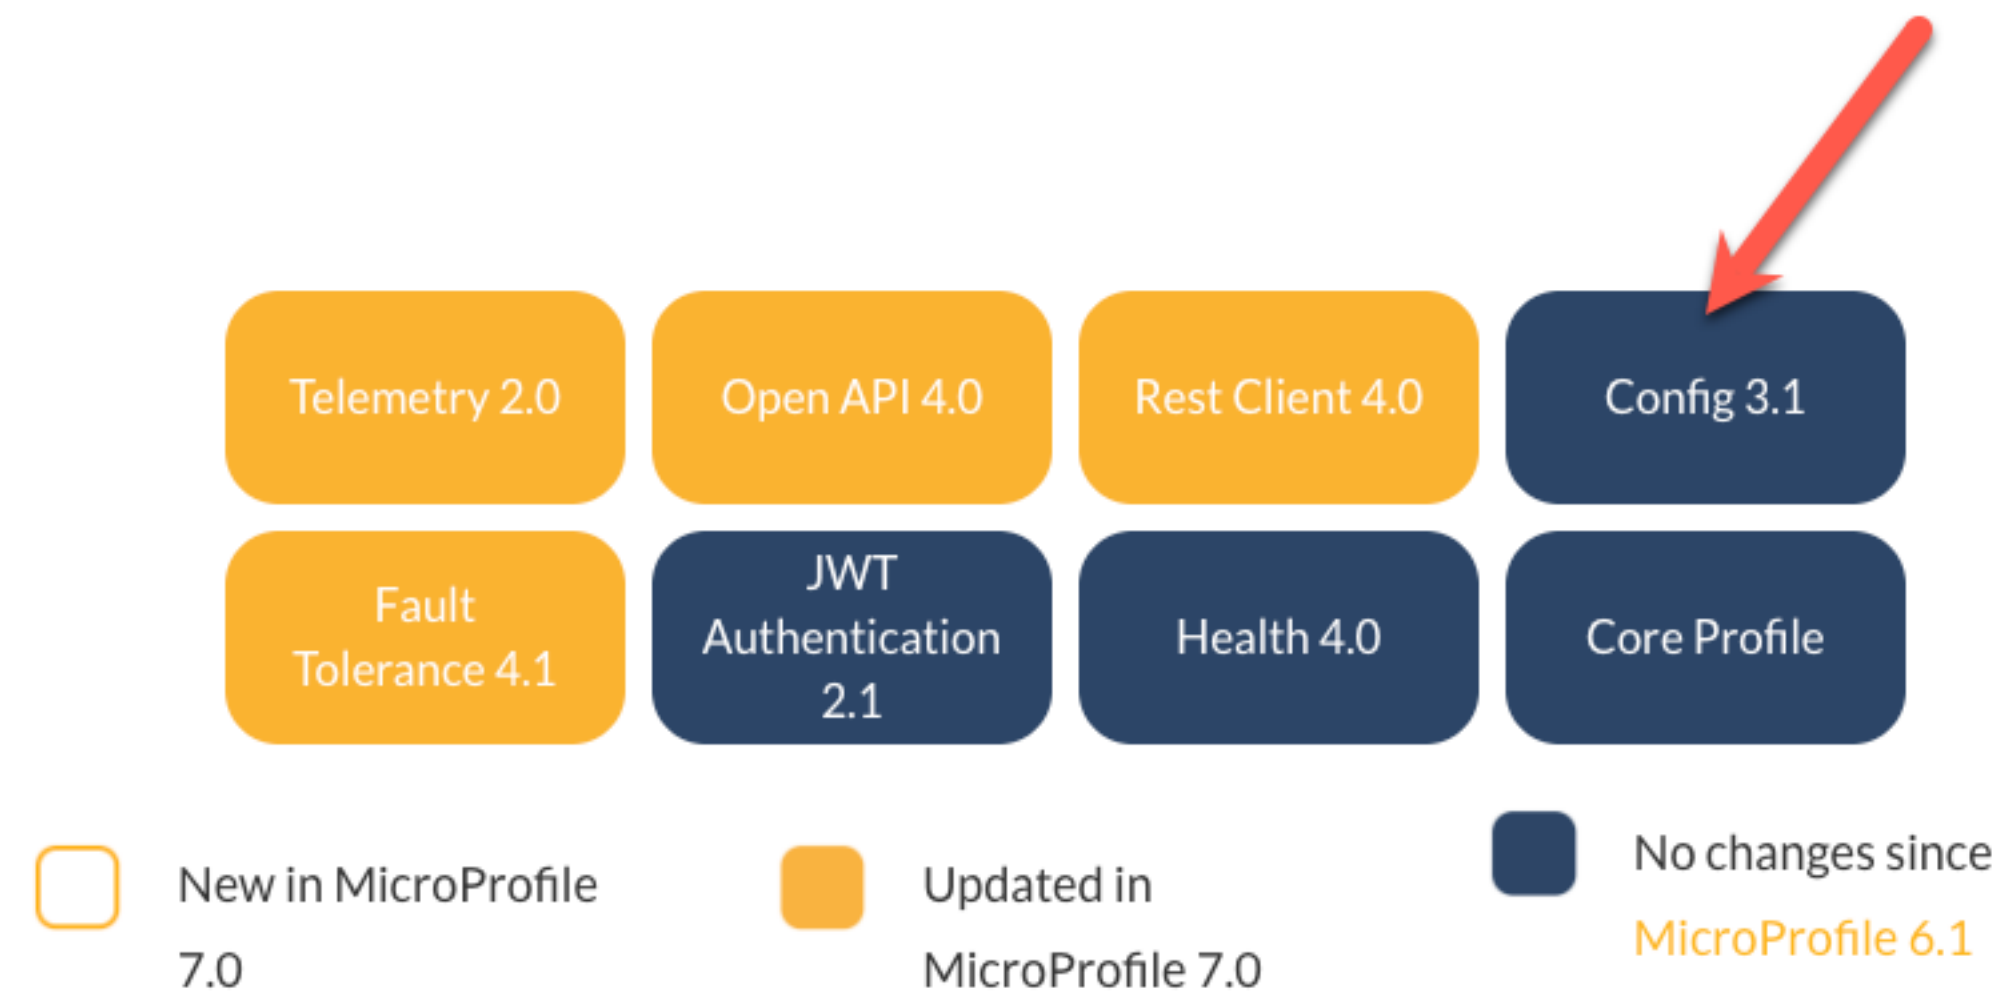 Telemetry 2.0
Open API 4.0
Rest Client 4.0
Config 3.1
Fault
Tolerance 4.1
JWT
Authentication
2.1
Health 4.0
Core Profile
New in MicroProfile
7.0
Updated in
MicroProfile 7.0
No changes since
MicroProfile 6.1